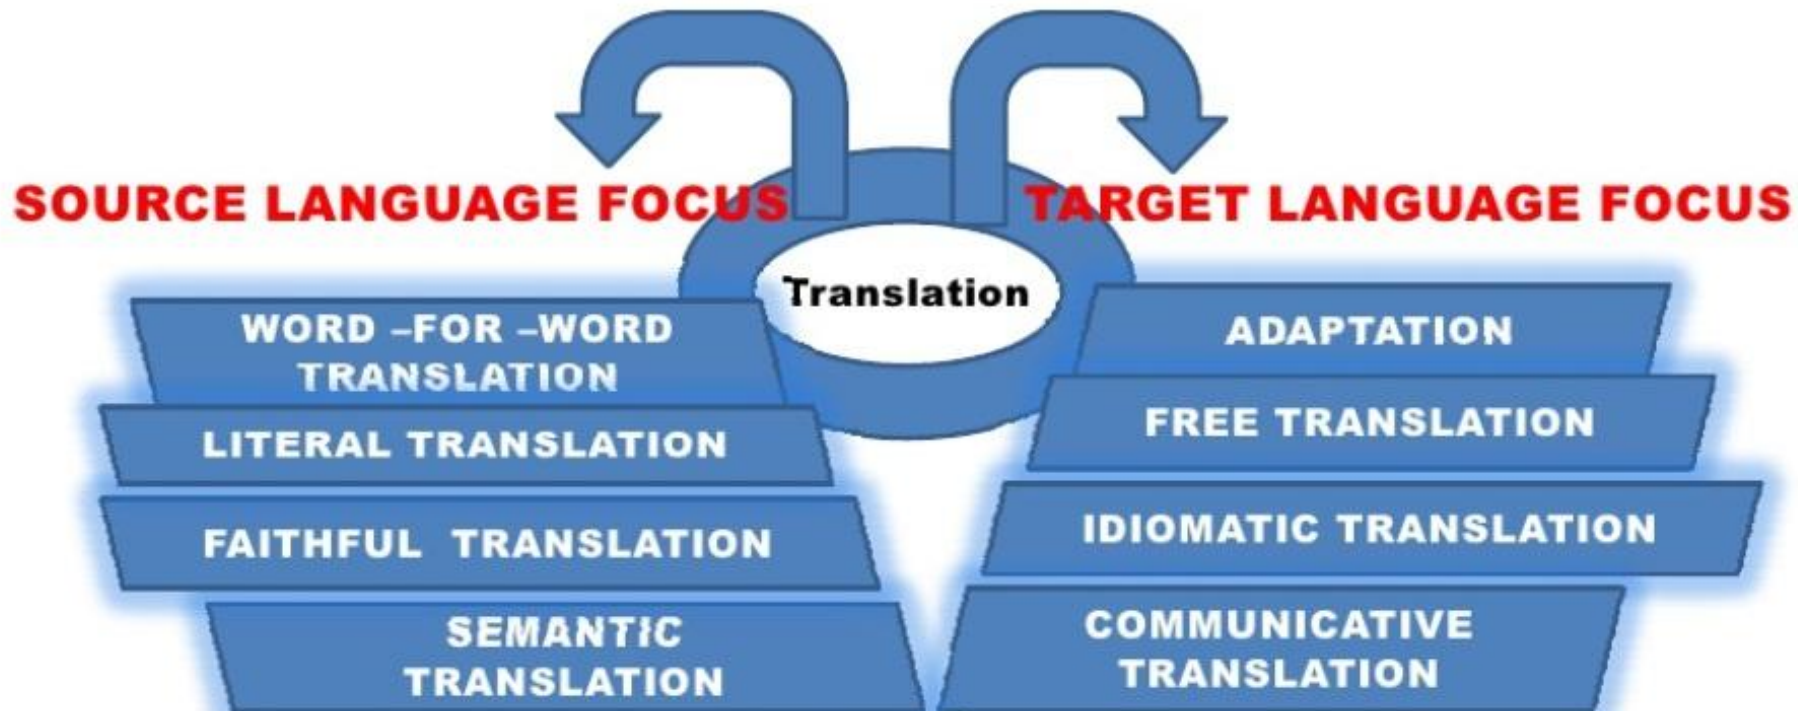 SOURCE LANGUAGE FOCUS
TARGET LANGUAGE FOCUS
Translation
WORD –FOR –WORD
TRANSLATION
LITERAL TRANSLATION
FAITHFUL TRANSLATION
SEMANTIC
TRANSLATION
ADAPTATION
FREE TRANSLATION
IDIOMATIC TRANSLATION
COMMUNICATIVE
TRANSLATION